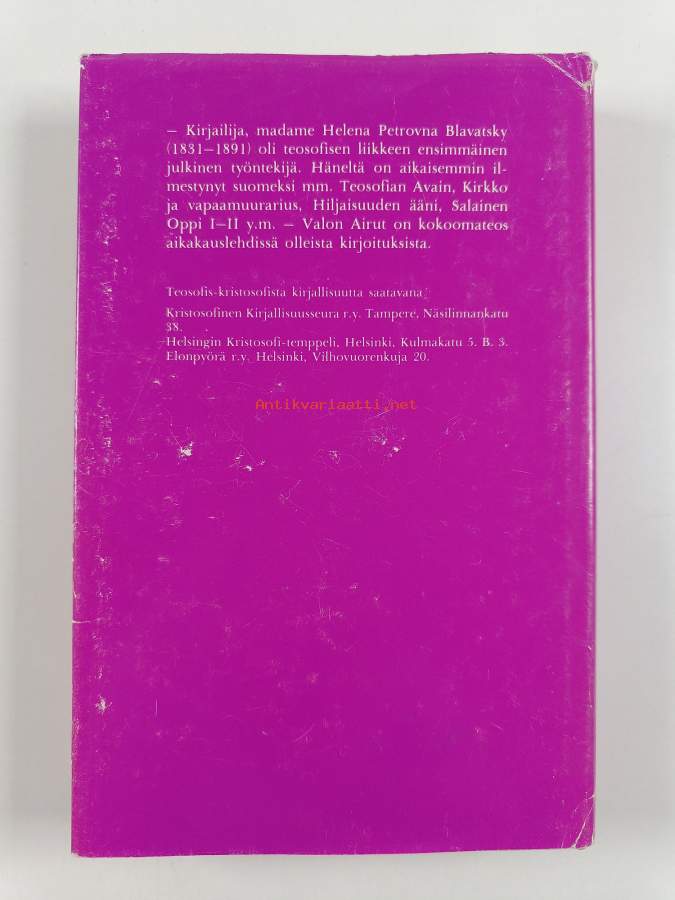 – Kirjailija, madame Helena Petrovna Blavatsky
(1831–1891) oli teosofisen liikkeen ensimmäinen
julkinen työntekijä. Häneltä on aikaisemmin il-
mestynyt suomeksi mm. Teosofian Avain, Kirkko
ja vapaamuurarius, Hiljaisuuden ääni, Salainen
Oppi I–II y.m. – Valon Airut on kokoomateos
aikakauslehdissä olleista kirjoituksista.
Teosofis-kristosofista kirjallisuutta saatavana:
Kristosofinen Kirjallisuusseura r.y. Tampere, Näsilinnankatu
38.
Helsingin Kristosofi-temppeli, Helsinki, Kulmakatu 5. B. 3.
Elonpyörä r.y. Helsinki, Vilhovuorenkuja 20.
Antikvariaatti.net